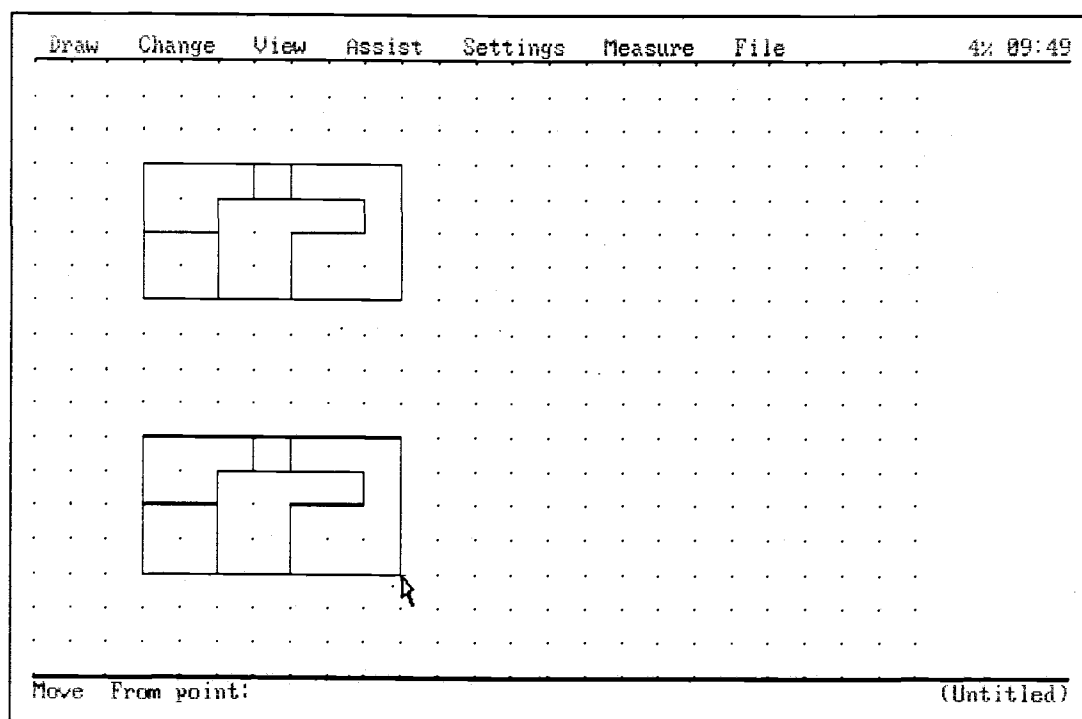 Draw Change View Assist Settings Measure File 4% 09:49
Move From point: (Untitled)